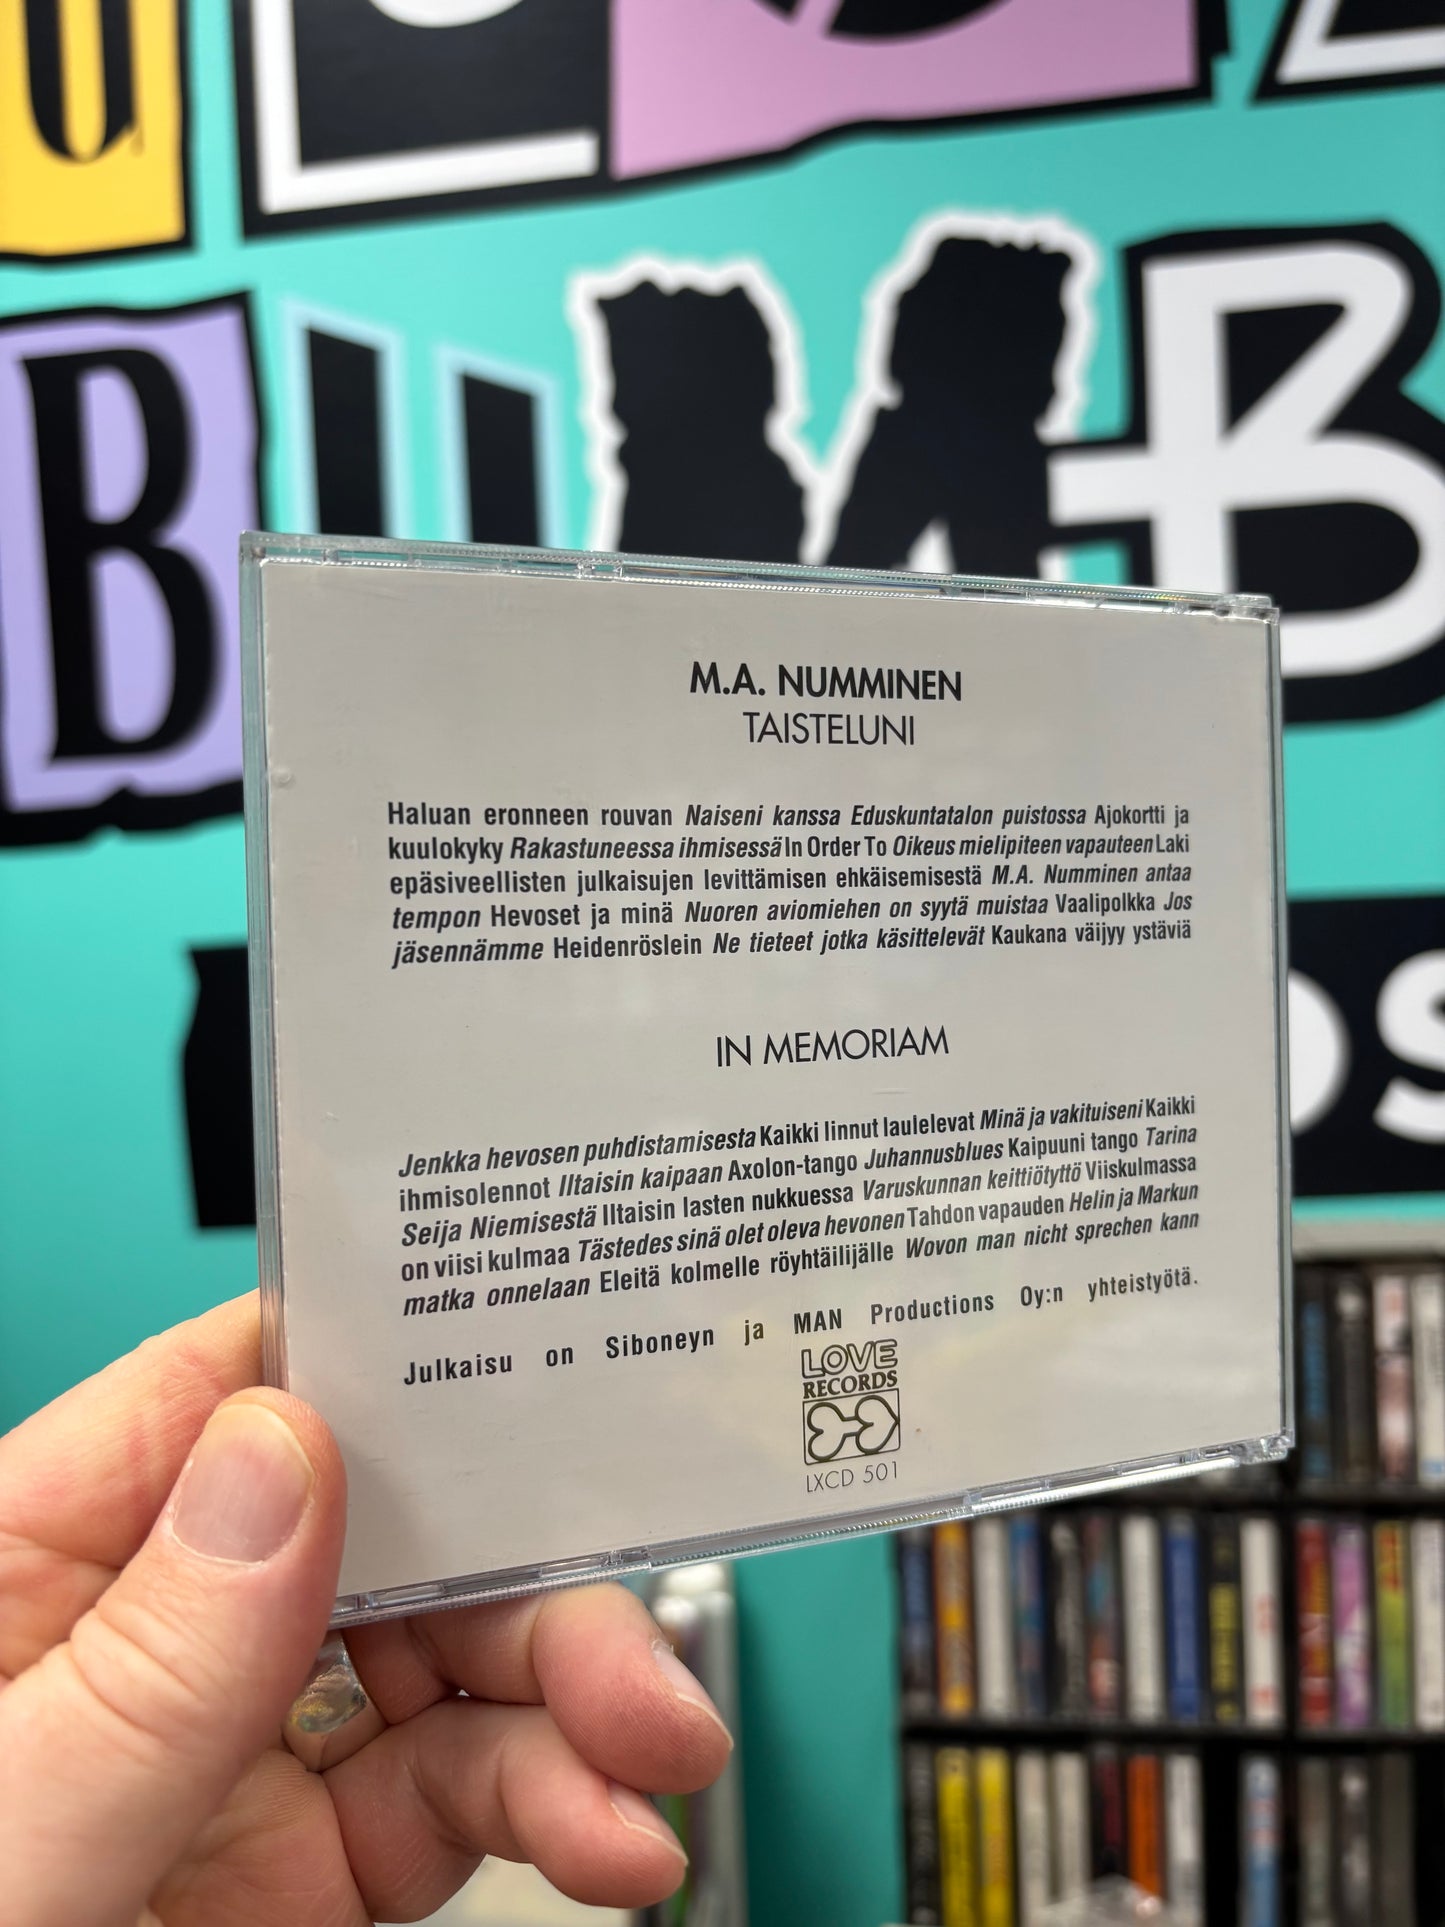 BUMB
M.A. NUMMINEN
TAISTELUNI
Haluan eronneen rouvan Naiseni kanssa Eduskuntatalon puistossa Ajokortti ja
kuulokyky Rakastuneessa ihmisessä In Order To Oikeus mielipiteen vapauteen Laki
epäsiveellisten julkaisujen levittämisen ehkäisemisestä M.A. Numminen antaa
tempon Hevoset ja minä Nuoren aviomiehen on syytä muistaa Vaalipolkka Jos
jäsennämme Heidenröslein Ne tieteet jotka käsittelevät Kaukana väijyy ystäviä
IN MEMORIAM
Jenkka hevosen puhdistamisesta Kaikki linnut laulelevat Minä ja vakituiseni Kaikki
ihmisolennot Iltaisin kaipaan Axolon-tango Juhannusblues Kaipuuni tango Tarina
Seija Niemisestä Iltaisin lasten nukkuessa Varuskunnan keittiötyttö Viiskulmassa
on viisi kulmaa Tästedes sinä olet oleva hevonen Tahdon vapauden Helin ja Markun
matka onnelaan Eleitä kolmelle röyhtäilijälle Wovon man nicht sprechen kann
Julkaisu on Siboneyn ja MAN Productions Oy:n yhteistyötä.
LOVE
RECORDS
LXCD 501